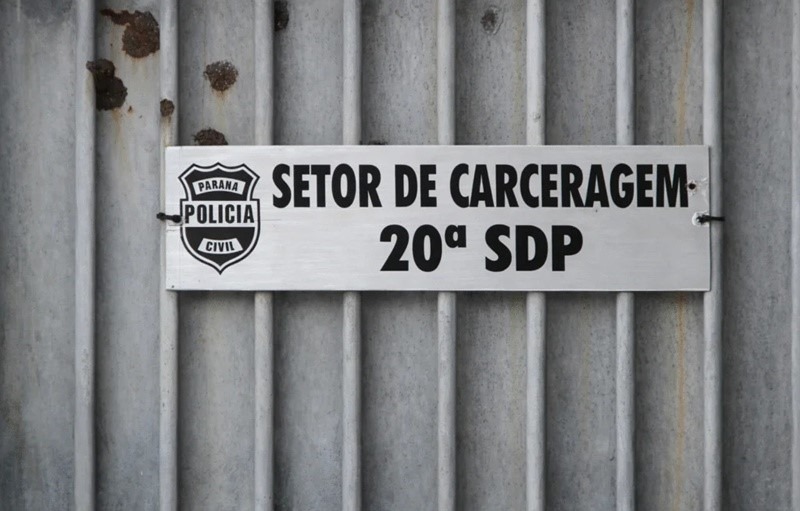 PARANA
POLICIA
CIVIL
SETOR DE CARCERAGEM
20ª SDP